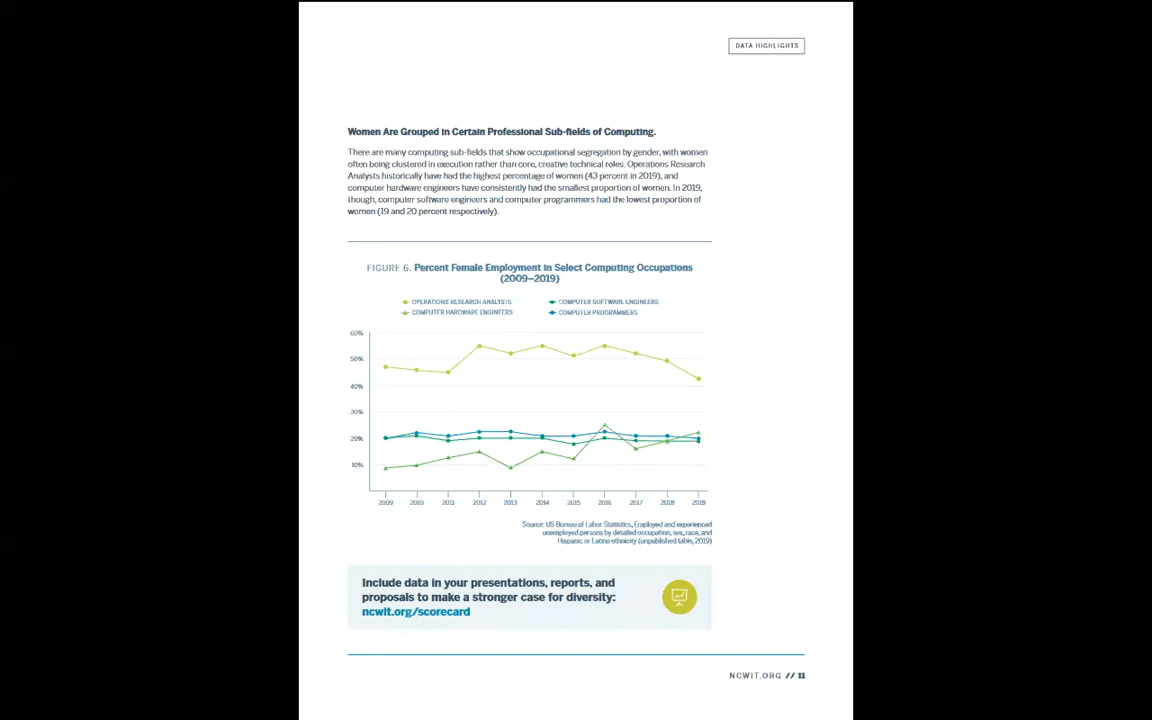 DATA HIGHLIGHTS
Women Are Grouped in Certain Professional Sub-fields of Computing.
There are many computing sub-fields that show occupational segregation by gender, with women
often being clustered in execution rather than core, creative technical roles. Operations Research
Analysts historically have had the highest percentage of women (43 percent in 2019), and
computer hardware engineers have consistently had the smallest proportion of women. In 2019,
though, computer software engineers and computer programmers had the lowest proportion of
women (19 and 20 percent respectively).
FIGURE 6. Percent Female Employment in Select Computing Occupations
(2009–2019)
OPERATIONS RESEARCH ANALYSTS COMPUTER SOFTWARE ENGINEERS
COMPUTER HARDWARE ENGINEERS COMPUTER PROGRAMMERS
60%
50%
40%
30%
20%
10%
2009 2010 2011 2012 2013 2014 2015 2016 2017 2018 2019
Source: US Bureau of Labor Statistics, Employed and experienced
unemployed persons by detailed occupation, sex, race, and
Hispanic or Latino ethnicity (unpublished table, 2019)
Include data in your presentations, reports, and
proposals to make a stronger case for diversity:
ncwit.org/scorecard
NCWIT.ORG // 11